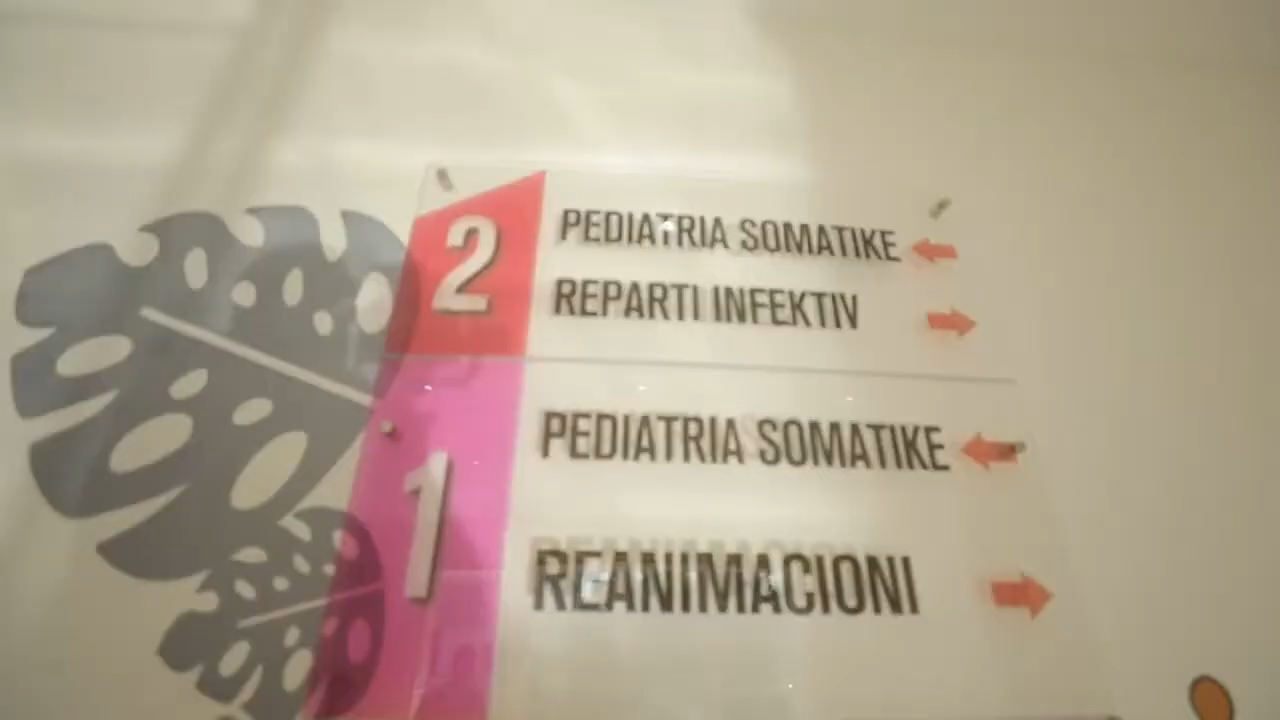 2
PEDIATRIA SOMATIKE
REPARTI INFEKTIV
1
PEDIATRIA SOMATIKE
REANIMACIONI